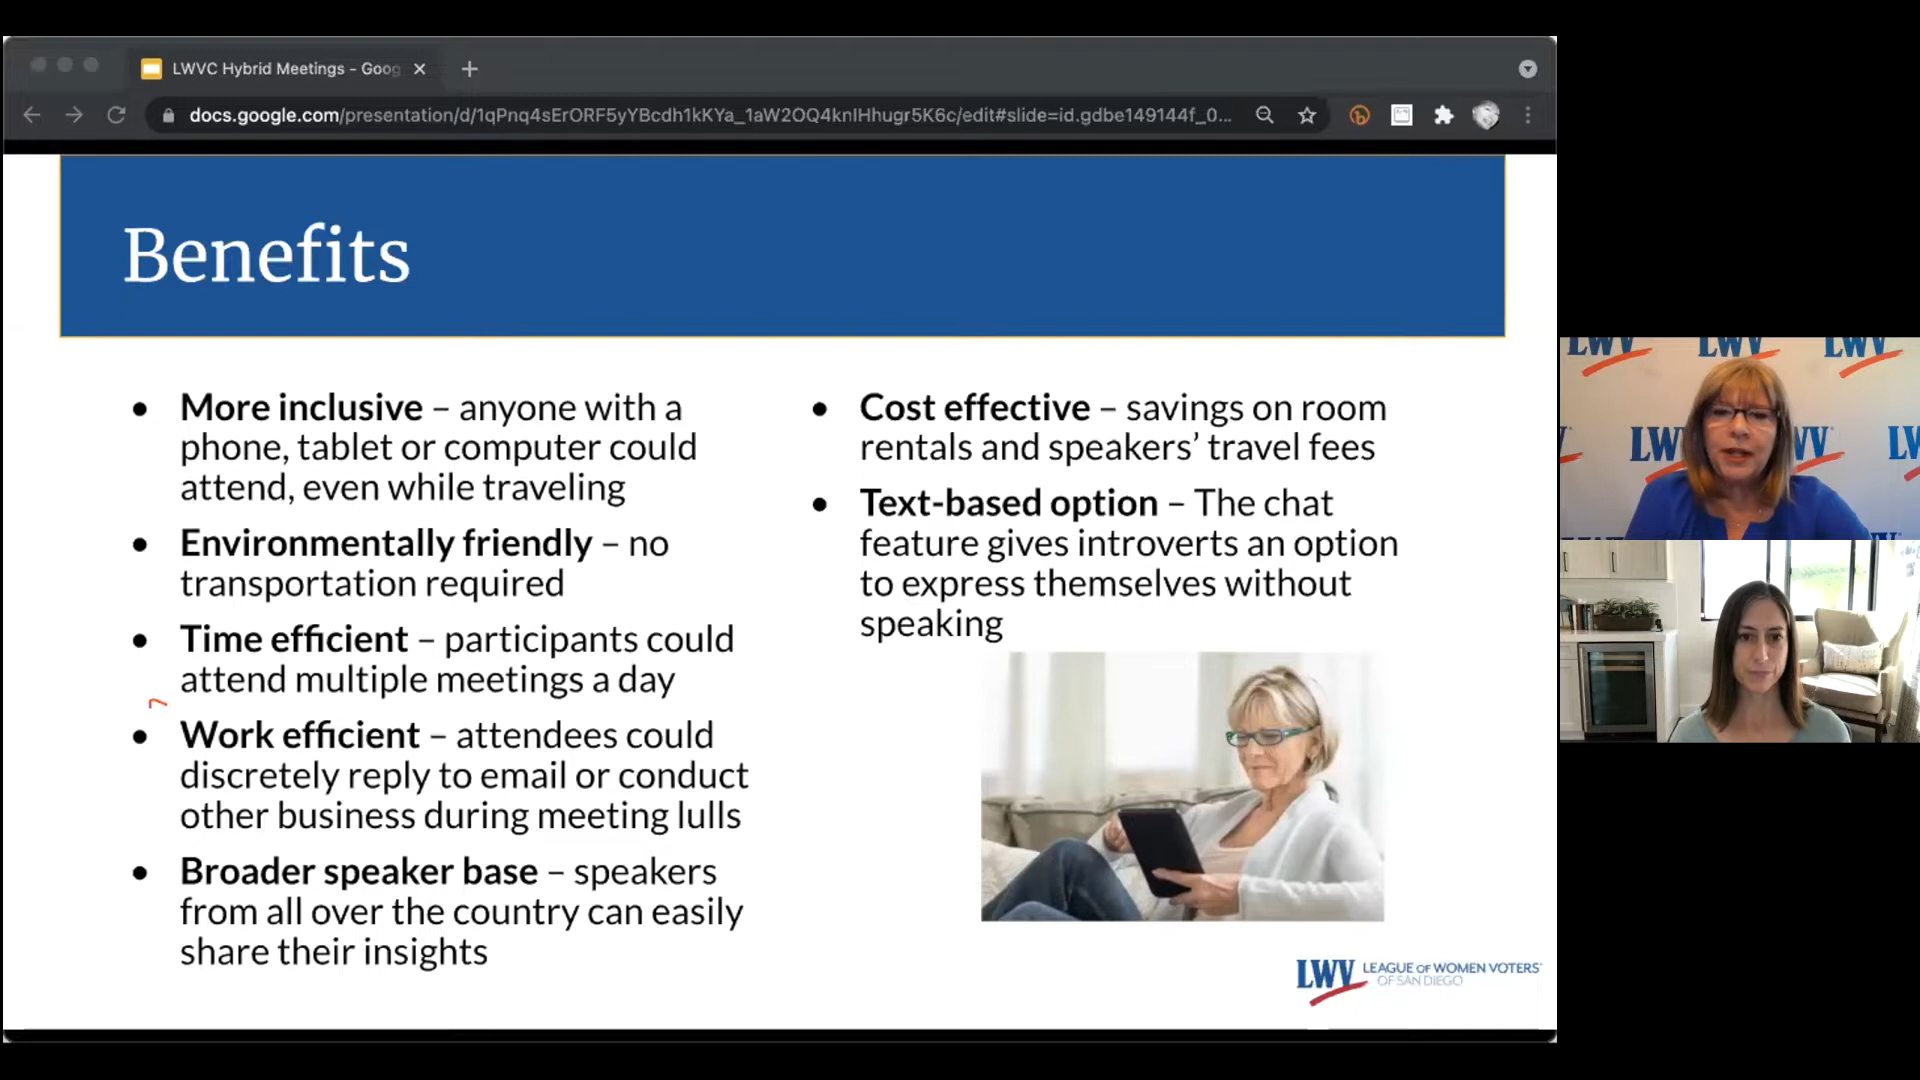 LWVC Hybrid Meetings - Goog
docs.google.com/presentation/d/1qPnq4sErORF5yYBcdh1kKYa_1aW2OQ4knIHhugr5K6c/edit#slide=id.gdbe149144f_0...
Benefits
• More inclusive – anyone with a
phone, tablet or computer could
attend, even while traveling
• Environmentally friendly – no
transportation required
• Time efficient – participants could
attend multiple meetings a day
• Work efficient – attendees could
discretely reply to email or conduct
other business during meeting lulls
• Broader speaker base – speakers
from all over the country can easily
share their insights
• Cost effective – savings on room
rentals and speakers’ travel fees
• Text-based option – The chat
feature gives introverts an option
to express themselves without
speaking
LWV LEAGUE OF WOMEN VOTERS®
OF SAN DIEGO
LWV LWV LWV
LWV WV LW